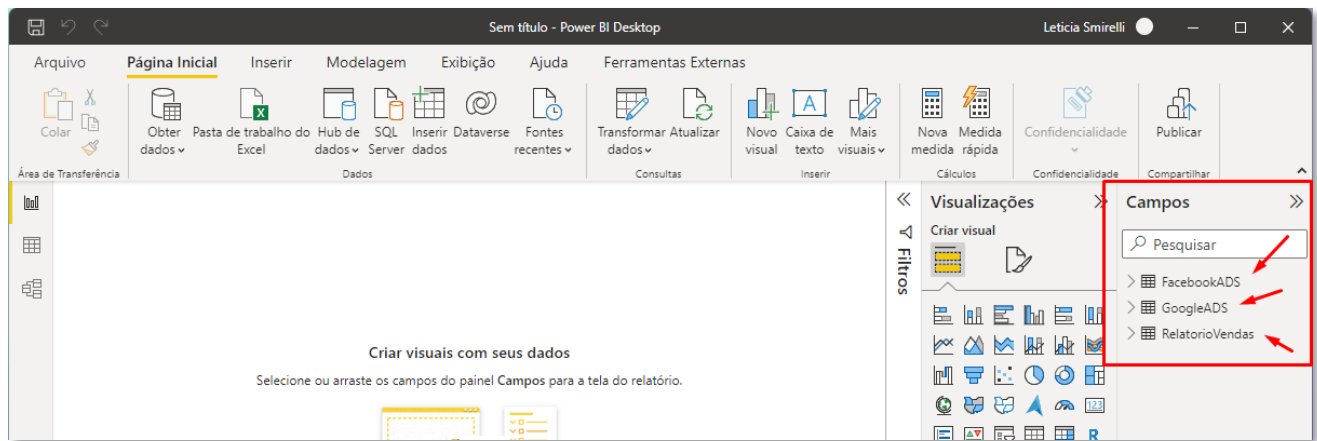 Sem título - Power BI Desktop
Leticia Smirelli
Arquivo Página Inicial Inserir Modelagem Exibição Ajuda Ferramentas Externas
Colar
Obter dados
Pasta de trabalho do Excel
Hub de dados
SQL Server
Inserir dados
Dataverse
Fontes recentes
Transformar dados
Atualizar
Novo visual
Caixa de texto
Mais visuais
Nova medida
Medida rápida
Confidencialidade
Publicar
Área de Transferência
Dados
Consultas
Inserir
Cálculos
Confidencialidade
Compartilhar
Filtros
Visualizações
Criar visual
123
R
Campos
Pesquisar
FacebookADS
GoogleADS
RelatorioVendas
Criar visuais com seus dados
Selecione ou arraste os campos do painel Campos para a tela do relatório.